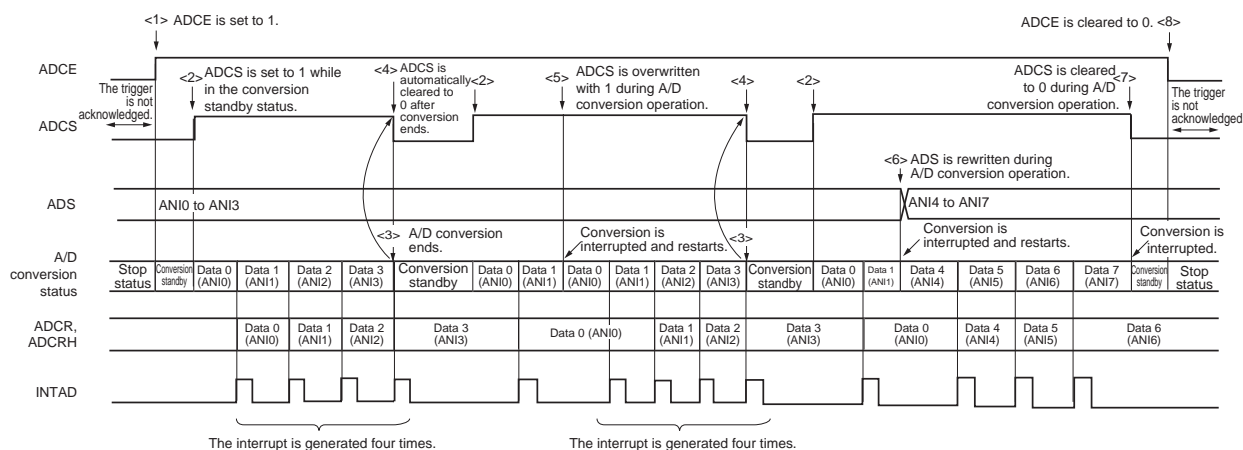 <1> ADCE is set to 1.
ADCE is cleared to 0. <8>
ADCE
The trigger
is not
acknowledged.
<2> ADCS is set to 1 while
in the conversion
standby status.
<4> ADCS is
automatically
cleared to
0 after
conversion
ends.
<2>
<5> ADCS is overwritten
with 1 during A/D
conversion operation.
<4>
<2>
ADCS is cleared <7>
to 0 during A/D
conversion operation.
The trigger
is not
acknowledged
ADCS
<6> ADS is rewritten during
A/D conversion operation.
ADS
ANI0 to ANI3
ANI4 to ANI7
<3> A/D conversion
ends.
Conversion is
interrupted and restarts.
<3>
Conversion is
interrupted and restarts.
Conversion is
interrupted.
A/D
conversion
status
Stop
status
Conversion
standby
Data 0
(ANI0)
Data 1
(ANI1)
Data 2
(ANI2)
Data 3
(ANI3)
Conversion
standby
Data 0
(ANI0)
Data 1
(ANI1)
Data 0
(ANI0)
Data 1
(ANI1)
Data 2
(ANI2)
Data 3
(ANI3)
Conversion
standby
Data 0
(ANI0)
Data 1
(ANI1)
Data 4
(ANI4)
Data 5
(ANI5)
Data 6
(ANI6)
Data 7
(ANI7)
Conversion
standby
Stop
status
ADCR,
ADCRH
Data 0
(ANI0)
Data 1
(ANI1)
Data 2
(ANI2)
Data 3
(ANI3)
Data 0 (ANI0)
Data 1
(ANI1)
Data 2
(ANI2)
Data 3
(ANI3)
Data 0
(ANI0)
Data 4
(ANI4)
Data 5
(ANI5)
Data 6
(ANI6)
INTAD
The interrupt is generated four times.
The interrupt is generated four times.